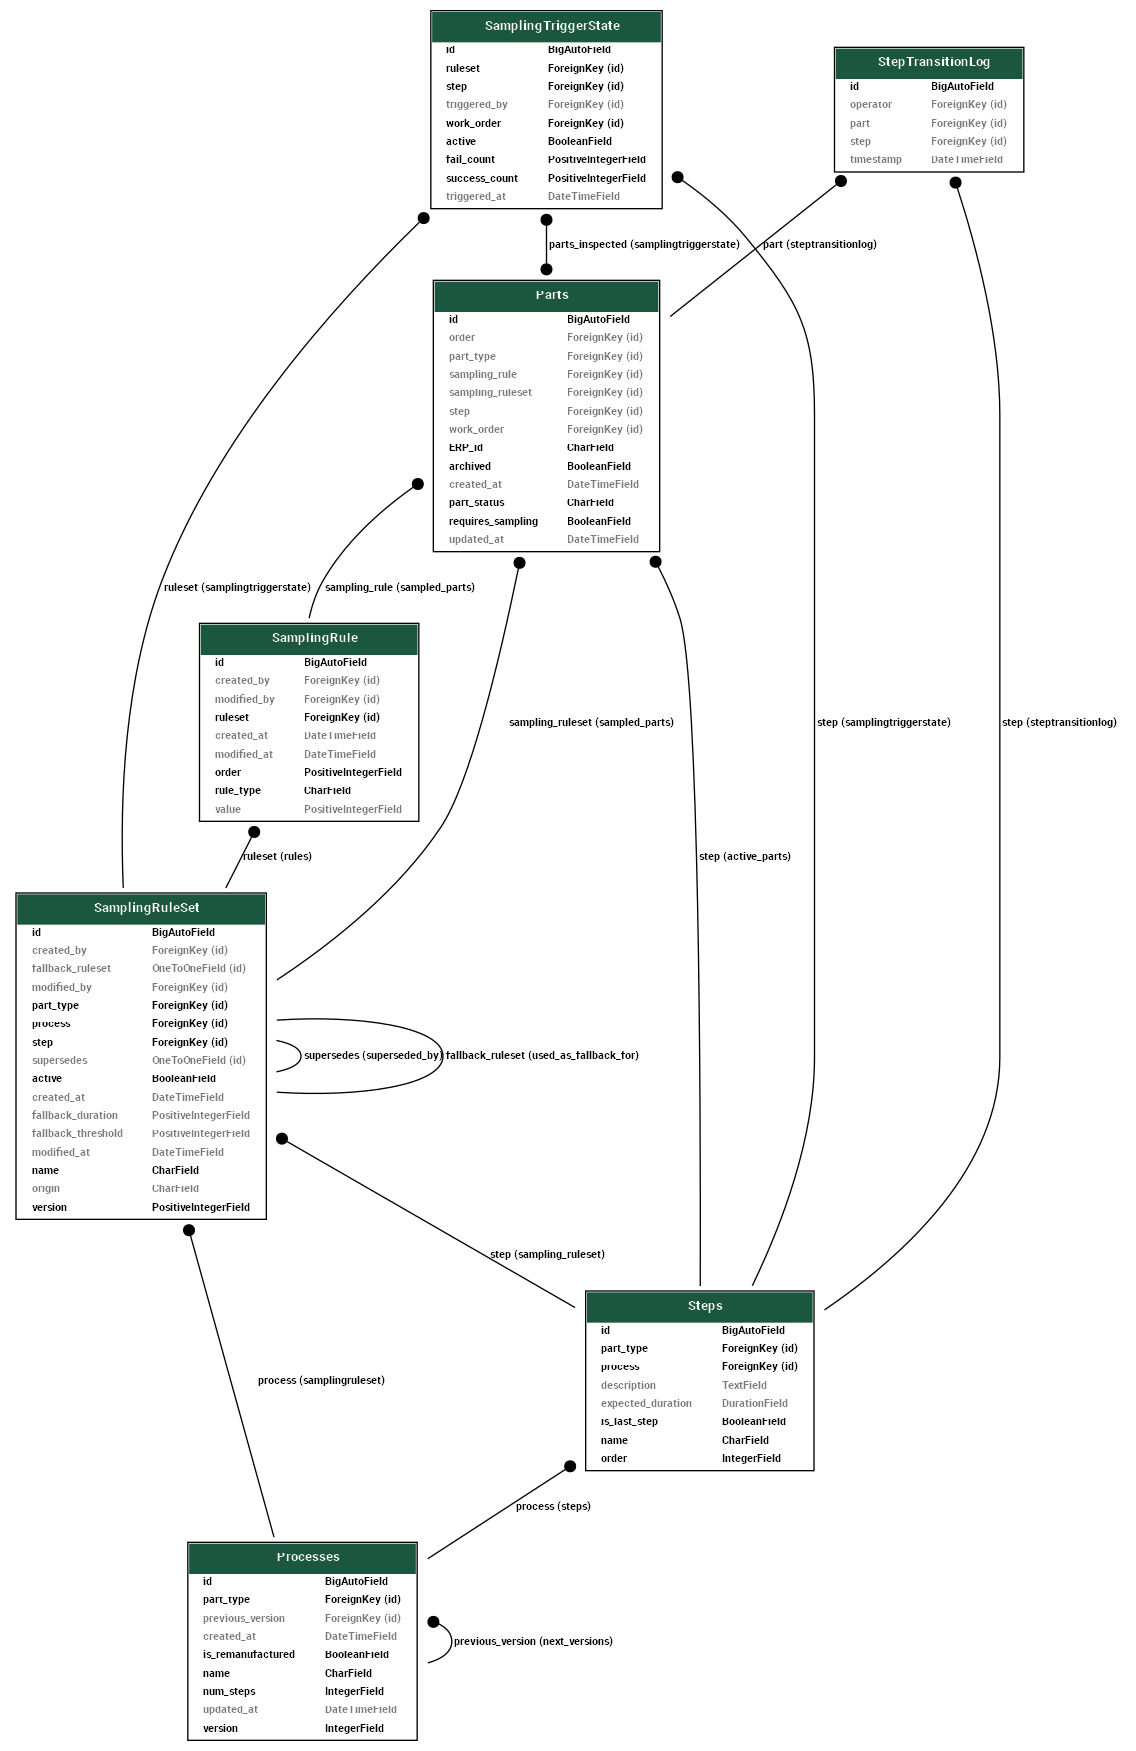 SamplingTriggerState
id BigAutoField
ruleset ForeignKey (id)
step ForeignKey (id)
triggered_by ForeignKey (id)
work_order ForeignKey (id)
active BooleanField
fail_count PositiveIntegerField
success_count PositiveIntegerField
triggered_at DateTimeField
StepTransitionLog
id BigAutoField
operator ForeignKey (id)
part ForeignKey (id)
step ForeignKey (id)
timestamp DateTimeField
parts_inspected (samplingtriggerstate)
part (steptransitionlog)
Parts
id BigAutoField
order ForeignKey (id)
part_type ForeignKey (id)
sampling_rule ForeignKey (id)
sampling_ruleset ForeignKey (id)
step ForeignKey (id)
work_order ForeignKey (id)
ERP_id CharField
archived BooleanField
created_at DateTimeField
part_status CharField
requires_sampling BooleanField
updated_at DateTimeField
ruleset (samplingtriggerstate)
sampling_rule (sampled_parts)
SamplingRule
id BigAutoField
created_by ForeignKey (id)
modified_by ForeignKey (id)
ruleset ForeignKey (id)
created_at DateTimeField
modified_at DateTimeField
order PositiveIntegerField
rule_type CharField
value PositiveIntegerField
sampling_ruleset (sampled_parts)
step (samplingtriggerstate)
step (steptransitionlog)
ruleset (rules)
step (active_parts)
SamplingRuleSet
id BigAutoField
created_by ForeignKey (id)
fallback_ruleset OneToOneField (id)
modified_by ForeignKey (id)
part_type ForeignKey (id)
process ForeignKey (id)
step ForeignKey (id)
supersedes OneToOneField (id)
active BooleanField
created_at DateTimeField
fallback_duration PositiveIntegerField
fallback_threshold PositiveIntegerField
modified_at DateTimeField
name CharField
origin CharField
version PositiveIntegerField
supersedes (superseded_by)
fallback_ruleset (used_as_fallback_for)
step (sampling_ruleset)
process (samplingruleset)
Steps
id BigAutoField
part_type ForeignKey (id)
process ForeignKey (id)
description TextField
expected_duration DurationField
is_last_step BooleanField
name CharField
order IntegerField
process (steps)
Processes
id BigAutoField
part_type ForeignKey (id)
previous_version ForeignKey (id)
created_at DateTimeField
is_remanufactured BooleanField
name CharField
num_steps IntegerField
updated_at DateTimeField
version IntegerField
previous_version (next_versions)